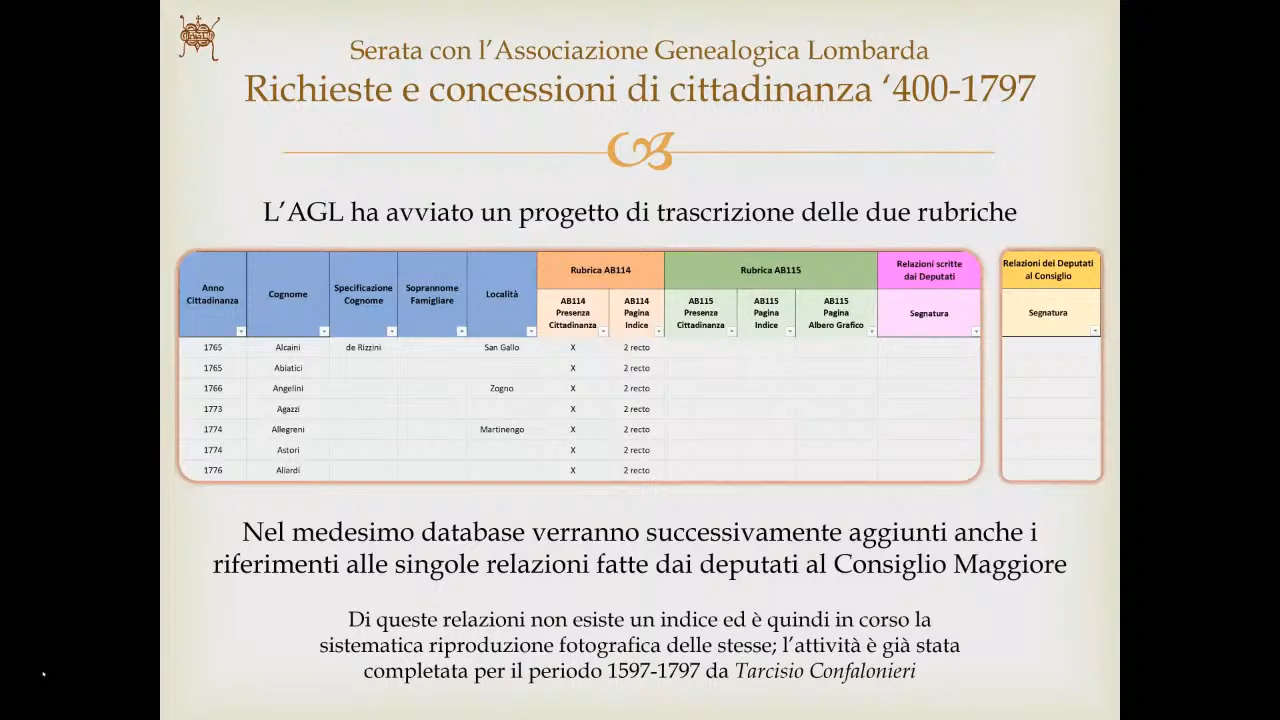 Serata con l’Associazione Genealogica Lombarda
Richieste e concessioni di cittadinanza ‘400-1797
L’AGL ha avviato un progetto di trascrizione delle due rubriche
Anno Cittadinanza Cognome Specificazione Cognome Soprannome Famigliare Località Rubrica AB114 Rubrica AB115 Relazioni scritte dai Deputati Relazioni dei Deputati al Consiglio
AB114 Presenza Cittadinanza AB114 Pagina Indice AB115 Presenza Cittadinanza AB115 Pagina Indice AB115 Pagina Albero Grafico Segnatura Segnatura
1765 Alcaini de Rizzini San Gallo X 2 recto
1765 Abiatici X 2 recto
1766 Angelini Zogno X 2 recto
1773 Agazzi X 2 recto
1774 Allegreni Martinengo X 2 recto
1774 Astori X 2 recto
1776 Aliardi X 2 recto
Nel medesimo database verranno successivamente aggiunti anche i
riferimenti alle singole relazioni fatte dai deputati al Consiglio Maggiore
Di queste relazioni non esiste un indice ed è quindi in corso la
sistematica riproduzione fotografica delle stesse; l’attività è già stata
completata per il periodo 1597-1797 da Tarcisio Confalonieri